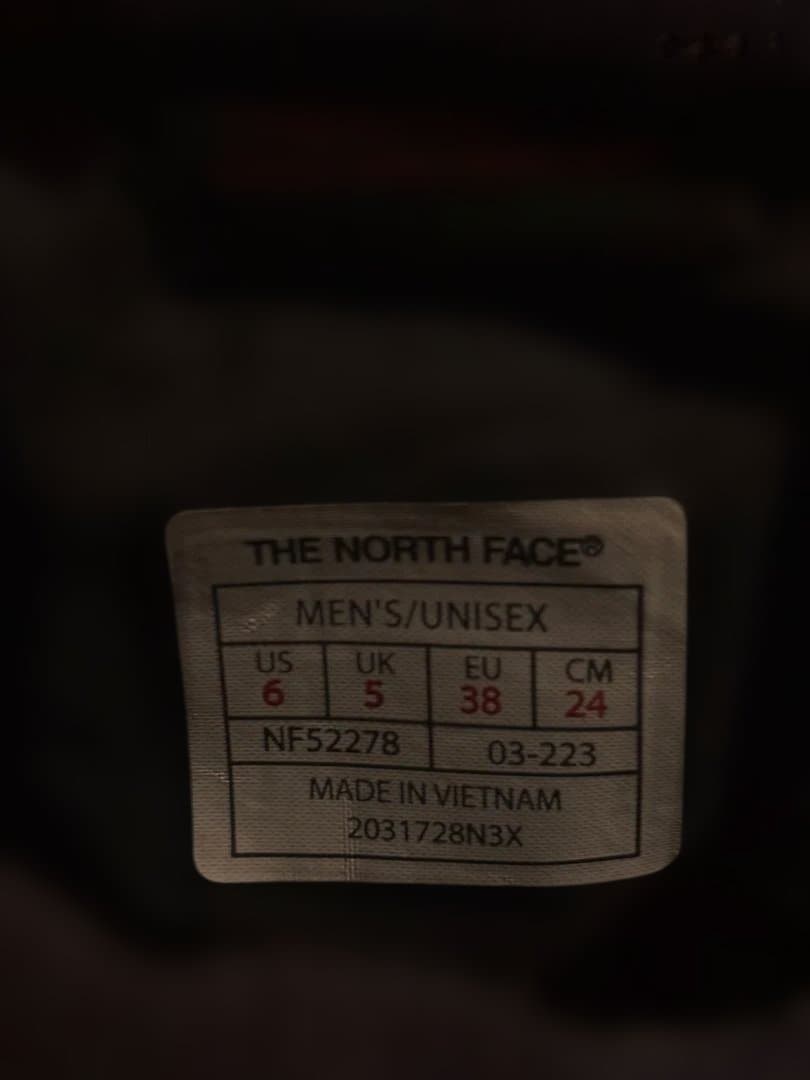 THE NORTH FACE®
MEN'S/UNISEX
US UK EU CM
6 5 38 24
NF52278 03-223
MADE IN VIETNAM
2031728N3X